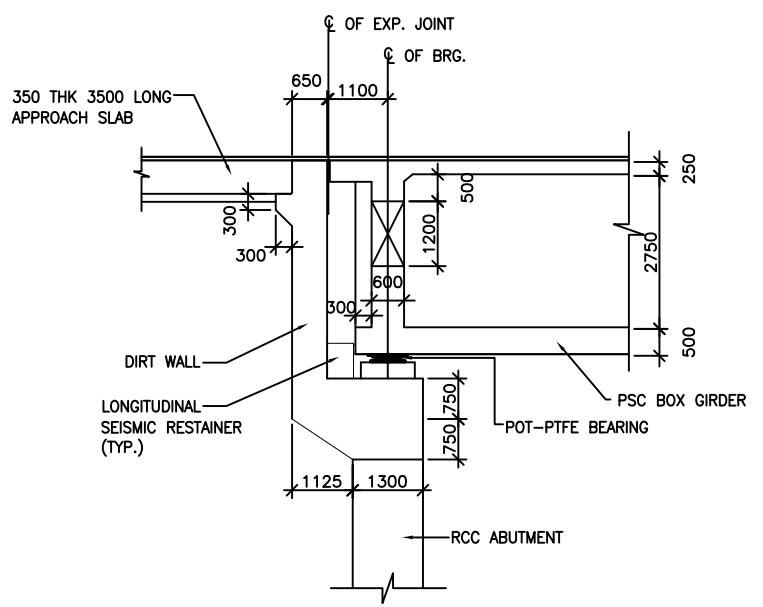 ℄ OF EXP. JOINT
℄ OF BRG.
650
1100
350 THK 3500 LONG
APPROACH SLAB
250
500
300
1200
2750
300
600
300
500
DIRT WALL
LONGITUDINAL
SEISMIC RESTAINER
(TYP.)
750
750
PSC BOX GIRDER
POT-PTFE BEARING
1125
1300
RCC ABUTMENT